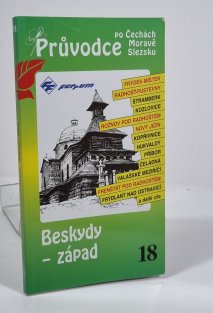 Průvodce
po Čechách
Moravě
Slezsku
FRÝDEK-MÍSTEK
RADHOŠŤ-PUSTEVNY
ŠTRAMBERK
KOZLOVICE
ROŽNOV POD RADHOŠTĚM
NOVÝ JIČÍN
KOPŘIVNICE
HUKVALDY
PŘÍBOR
ČELADNÁ
VALAŠSKÉ MEZIŘÍČÍ
FRENŠTÁT POD RADHOŠTĚM
FRÝDLANT NAD OSTRAVICÍ
a další cíle
Beskydy
- západ
18